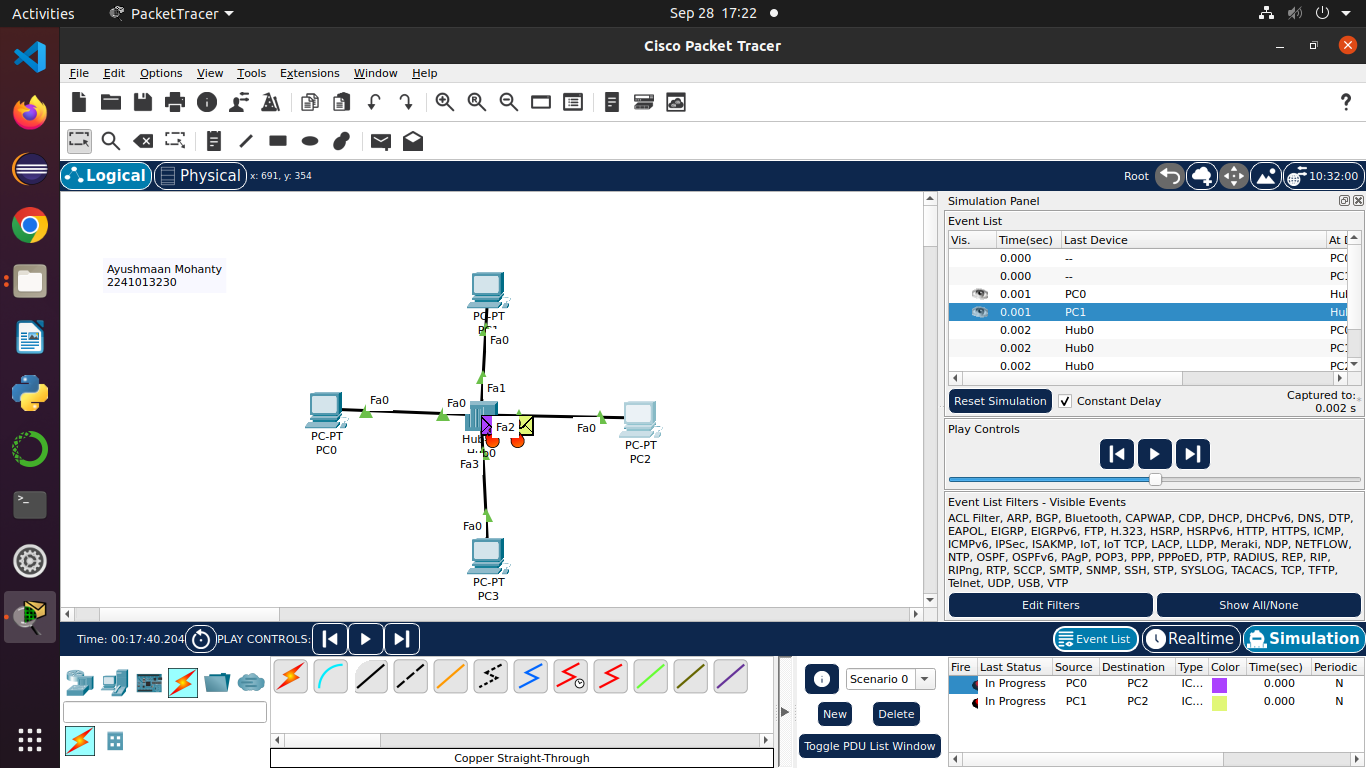 Activities
PacketTracer
Sep 28 17:22
Cisco Packet Tracer
File Edit Options View Tools Extensions Window Help
Logical
Physical
x: 691, y: 354
Root
10:32:00
Ayushmaan Mohanty
2241013230
PC-PT
Fa0
Fa1
PC-PT
PC0
Fa0
Fa0
Fa2
Fa0
PC-PT
PC2
Fa3
Fa0
PC-PT
PC3
Simulation Panel
Event List
Vis. Time(sec) Last Device
0.000 --
0.000 --
0.001 PC0
0.001 PC1
0.002 Hub0
0.002 Hub0
0.002 Hub0
Reset Simulation
Constant Delay
Captured to:
0.002 s
Play Controls
Event List Filters - Visible Events
ACL Filter, ARP, BGP, Bluetooth, CAPWAP, CDP, DHCP, DHCPv6, DNS, DTP,
EAPOL, EIGRP, EIGRPv6, FTP, H.323, HSRP, HSRPv6, HTTP, HTTPS, ICMP,
ICMPv6, IPSec, ISAKMP, IoT, IoT TCP, LACP, LLDP, Meraki, NDP, NETFLOW,
NTP, OSPF, OSPFv6, PAgP, POP3, PPP, PPPoED, PTP, RADIUS, REP, RIP,
RIPng, RTP, SCCP, SMTP, SNMP, SSH, STP, SYSLOG, TACACS, TCP, TFTP,
Telnet, UDP, USB, VTP
Edit Filters
Show All/None
Time: 00:17:40.204
PLAY CONTROLS:
Event List
Realtime
Simulation
Copper Straight-Through
Scenario 0
New
Delete
Toggle PDU List Window
Fire Last Status Source Destination Type Color Time(sec) Periodic
In Progress PC0 PC2 IC... 0.000 N
In Progress PC1 PC2 IC... 0.000 N